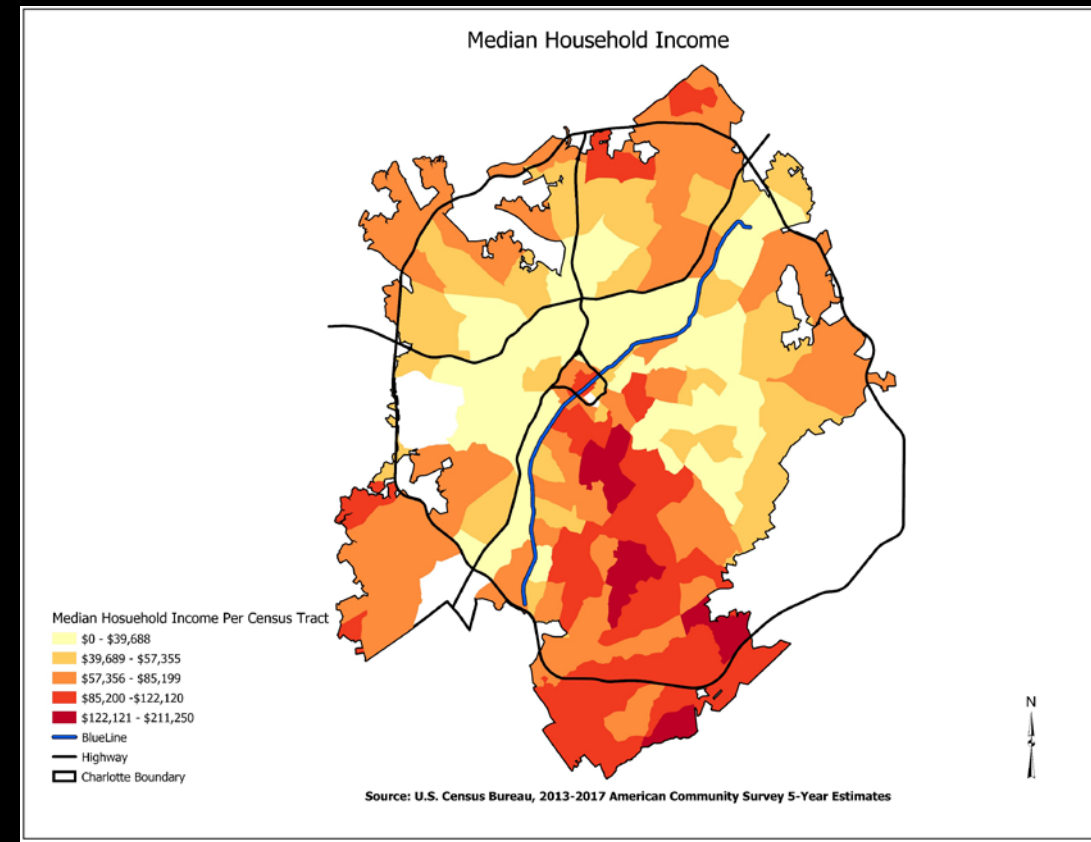 Median Household Income
Median Hosuehold Income Per Census Tract
$0 - $39,688
$39,689 - $57,355
$57,356 - $85,199
$85,200 -$122,120
$122,121 - $211,250
BlueLine
Highway
Charlotte Boundary
N
Source: U.S. Census Bureau, 2013-2017 American Community Survey 5-Year Estimates